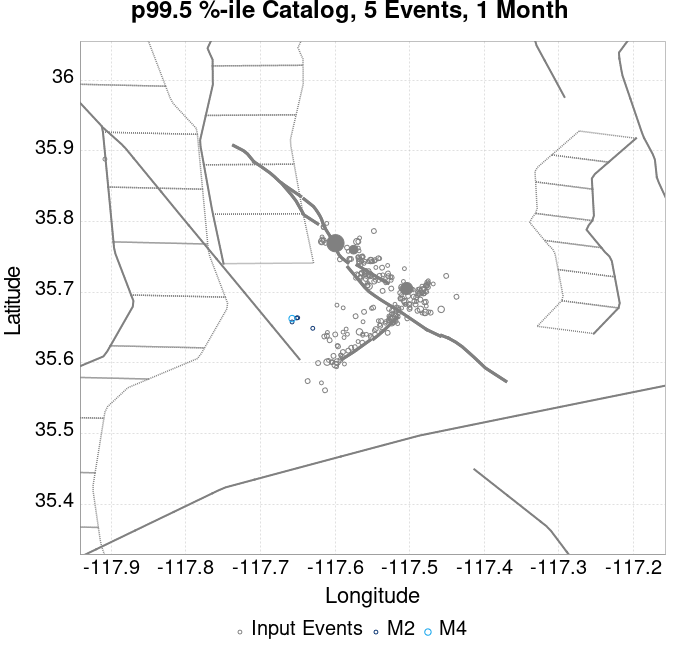 p99.5 %-ile Catalog, 5 Events, 1 Month
36
35.9
35.8
35.7
35.6
35.5
35.4
Latitude
-117.9 -117.8 -117.7 -117.6 -117.5 -117.4 -117.3 -117.2
Longitude
Input Events M2 M4